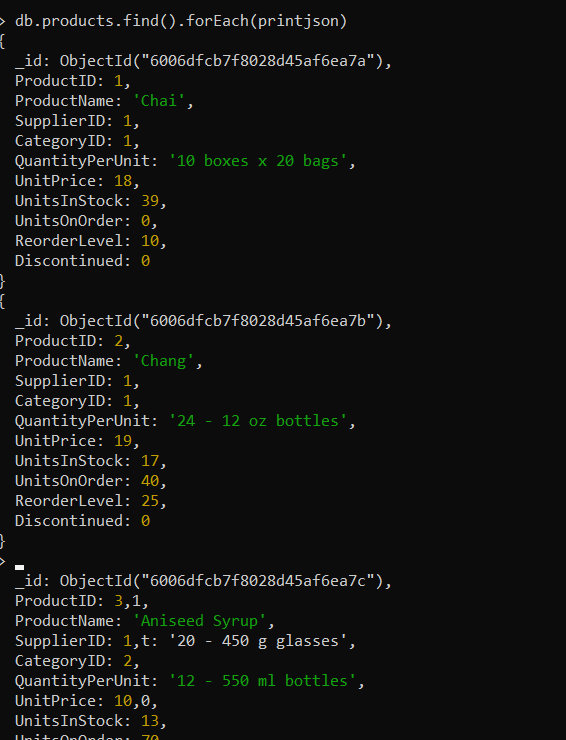 > db.products.find().forEach(printjson)
{
  _id: ObjectId("6006dfcb7f8028d45af6ea7a"),
  ProductID: 1,
  ProductName: 'Chai',
  SupplierID: 1,
  CategoryID: 1,
  QuantityPerUnit: '10 boxes x 20 bags',
  UnitPrice: 18,
  UnitsInStock: 39,
  UnitsOnOrder: 0,
  ReorderLevel: 10,
  Discontinued: 0
}
{
  _id: ObjectId("6006dfcb7f8028d45af6ea7b"),
  ProductID: 2,
  ProductName: 'Chang',
  SupplierID: 1,
  CategoryID: 1,
  QuantityPerUnit: '24 - 12 oz bottles',
  UnitPrice: 19,
  UnitsInStock: 17,
  UnitsOnOrder: 40,
  ReorderLevel: 25,
  Discontinued: 0
}
>
  _id: ObjectId("6006dfcb7f8028d45af6ea7c"),
  ProductID: 3,1,
  ProductName: 'Aniseed Syrup',
  SupplierID: 1,t: '20 - 450 g glasses',
  CategoryID: 2,
  QuantityPerUnit: '12 - 550 ml bottles',
  UnitPrice: 10,0,
  UnitsInStock: 13,
  UnitsOnOrder: 70